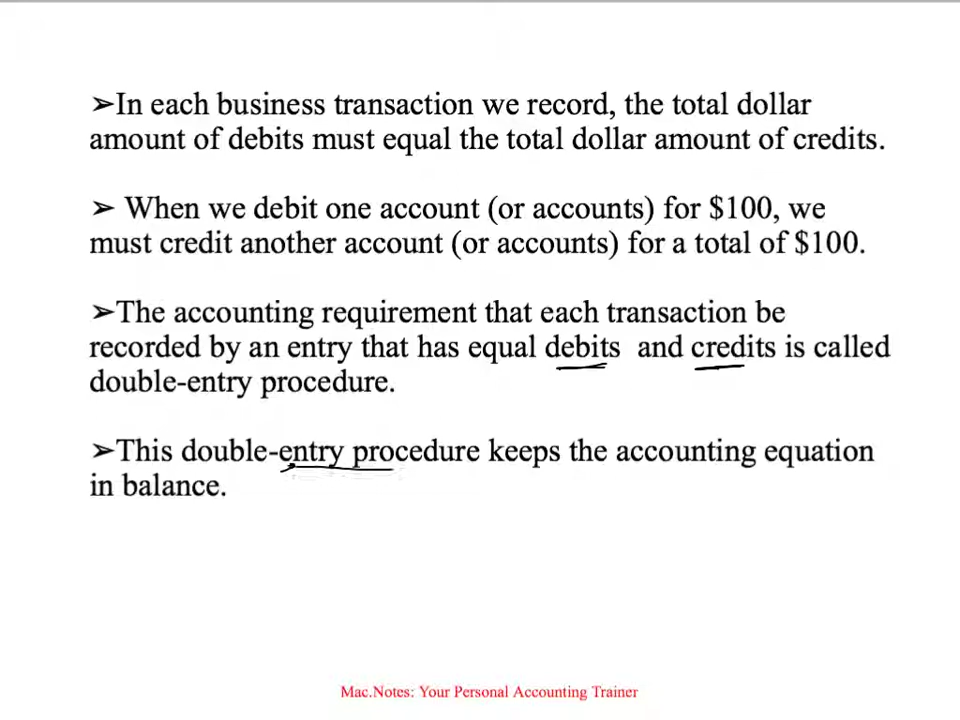 ➢In each business transaction we record, the total dollar
amount of debits must equal the total dollar amount of credits.
➢ When we debit one account (or accounts) for $100, we
must credit another account (or accounts) for a total of $100.
➢The accounting requirement that each transaction be
recorded by an entry that has equal debits and credits is called
double-entry procedure.
➢This double-entry procedure keeps the accounting equation
in balance.
Mac.Notes: Your Personal Accounting Trainer